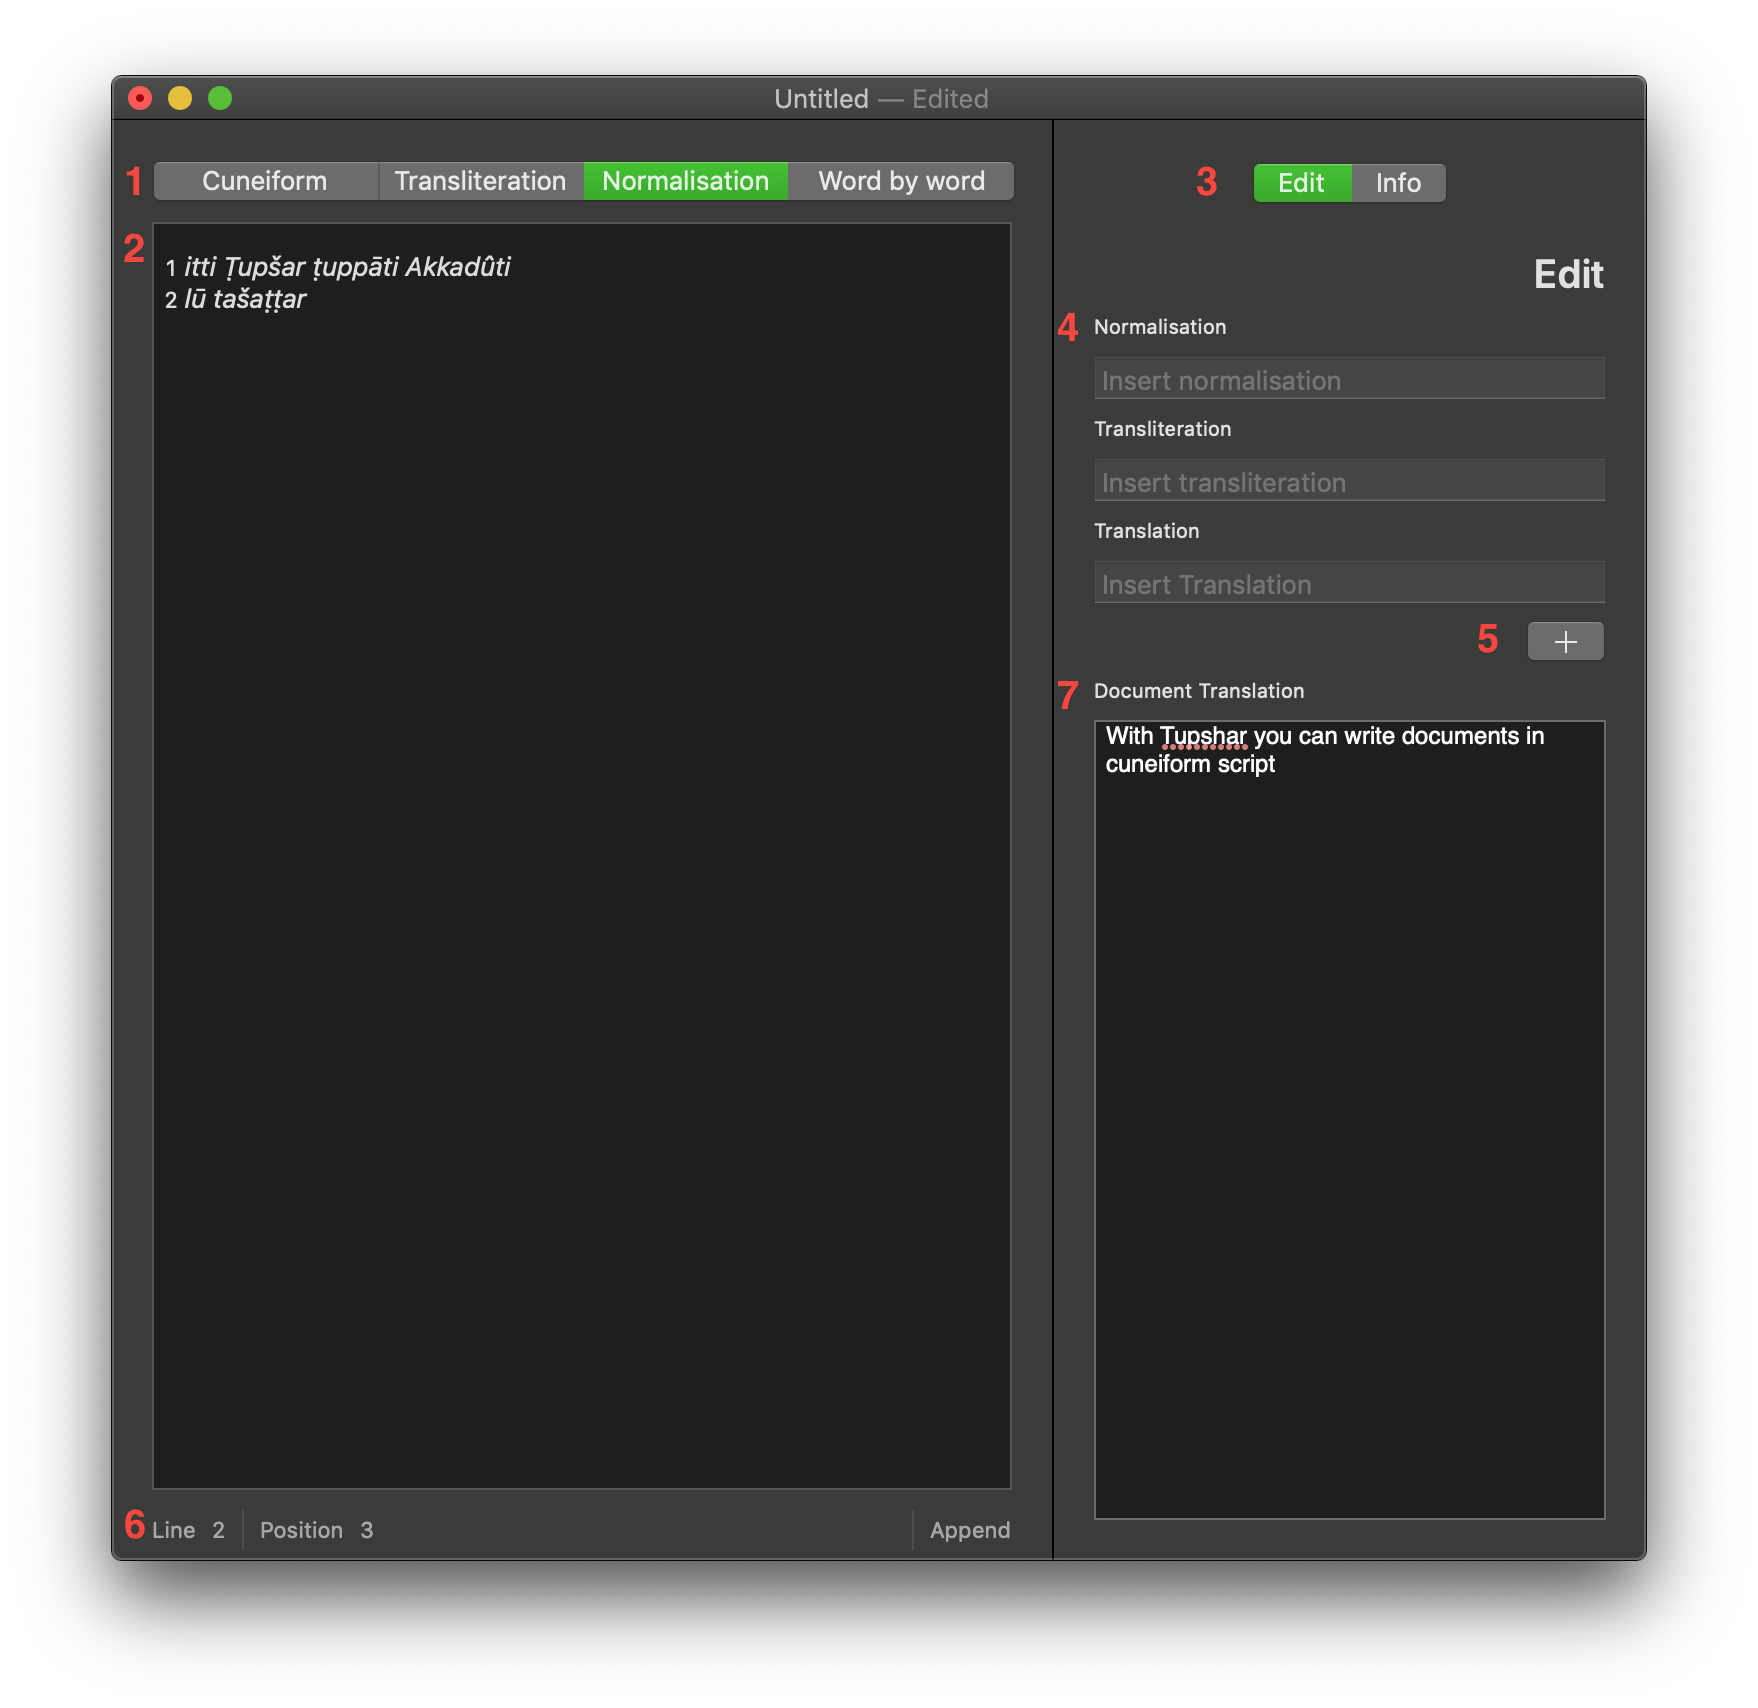 Untitled — Edited
1 Cuneiform Transliteration Normalisation Word by word
2
1 itti Ṭupšar ṭuppāti Akkadûti
2 lū tašaṭṭar
6 Line 2 Position 3 Append
3 Edit Info
Edit
4 Normalisation
Insert normalisation
Transliteration
Insert transliteration
Translation
Insert Translation
5 +
7 Document Translation
With Tupshar you can write documents in
cuneiform script